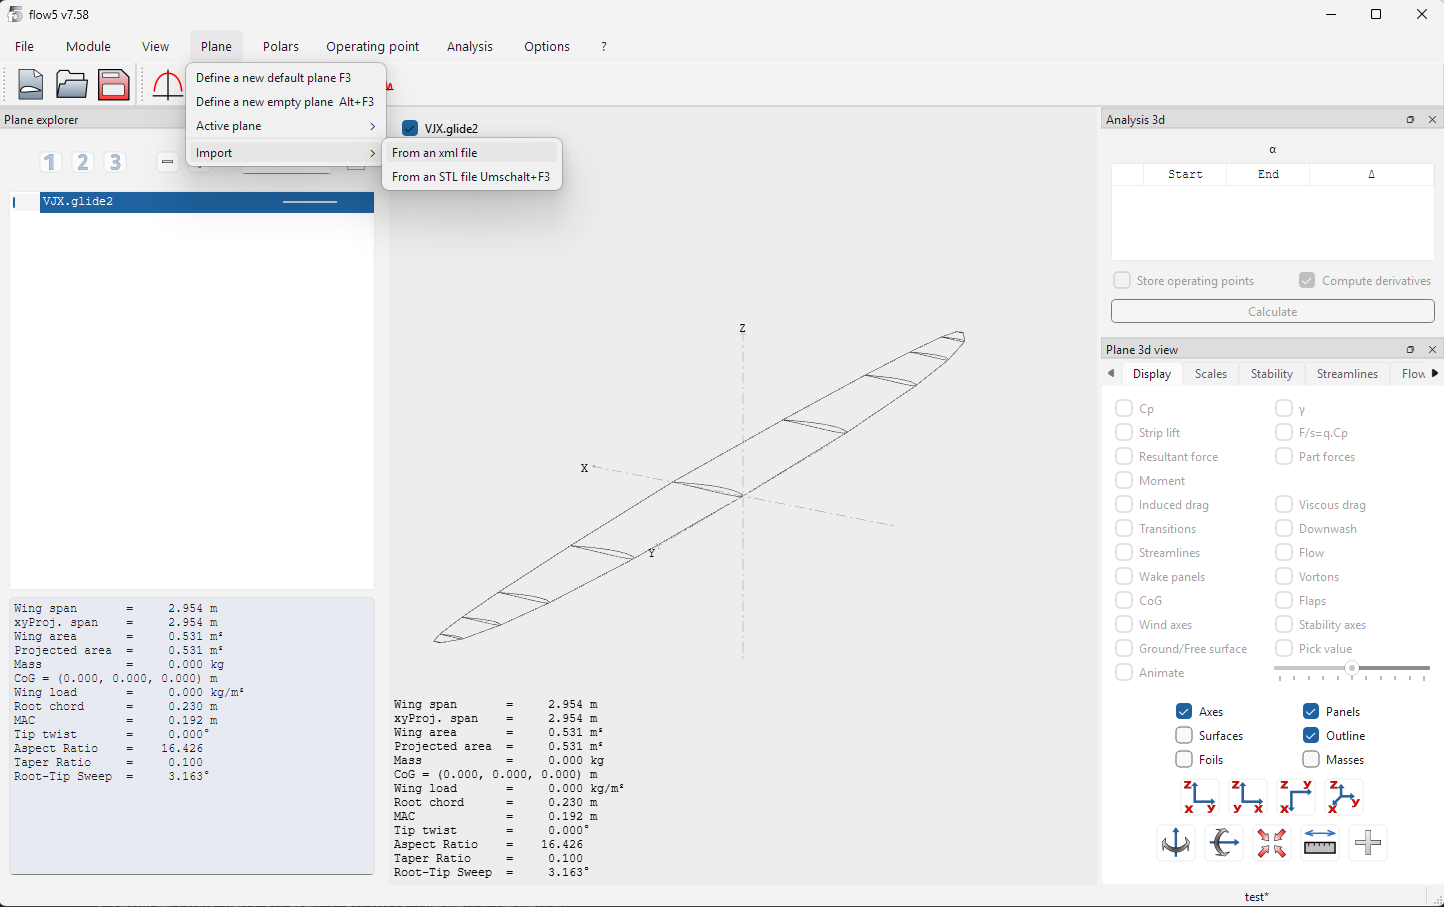 flow5 v7.58
File Module View Plane Polars Operating point Analysis Options ?
Define a new default plane F3
Define a new empty plane Alt+F3
Active plane
Import
From an xml file
From an STL file Umschalt+F3
Plane explorer
1 2 3
VJX.glide2
Wing span = 2.954 m
xyProj. span = 2.954 m
Wing area = 0.531 m²
Projected area = 0.531 m²
Mass = 0.000 kg
CoG = (0.000, 0.000, 0.000) m
Wing load = 0.000 kg/m²
Root chord = 0.230 m
MAC = 0.192 m
Tip twist = 0.000°
Aspect Ratio = 16.426
Taper Ratio = 0.100
Root-Tip Sweep = 3.163°
VJX.glide2
Z
X
Y
Wing span = 2.954 m
xyProj. span = 2.954 m
Wing area = 0.531 m²
Projected area = 0.531 m²
Mass = 0.000 kg
CoG = (0.000, 0.000, 0.000) m
Wing load = 0.000 kg/m²
Root chord = 0.230 m
MAC = 0.192 m
Tip twist = 0.000°
Aspect Ratio = 16.426
Taper Ratio = 0.100
Root-Tip Sweep = 3.163°
Analysis 3d
α
Start End Δ
Store operating points Compute derivatives
Calculate
Plane 3d view
Display Scales Stability Streamlines Flow
Cp γ
Strip lift F/s=q.Cp
Resultant force Part forces
Moment
Induced drag Viscous drag
Transitions Downwash
Streamlines Flow
Wake panels Vortons
CoG Flaps
Wind axes Stability axes
Ground/Free surface Pick value
Animate
Axes Panels
Surfaces Outline
Foils Masses
Z X Y Z Y X Z Y X Z X Y
test*